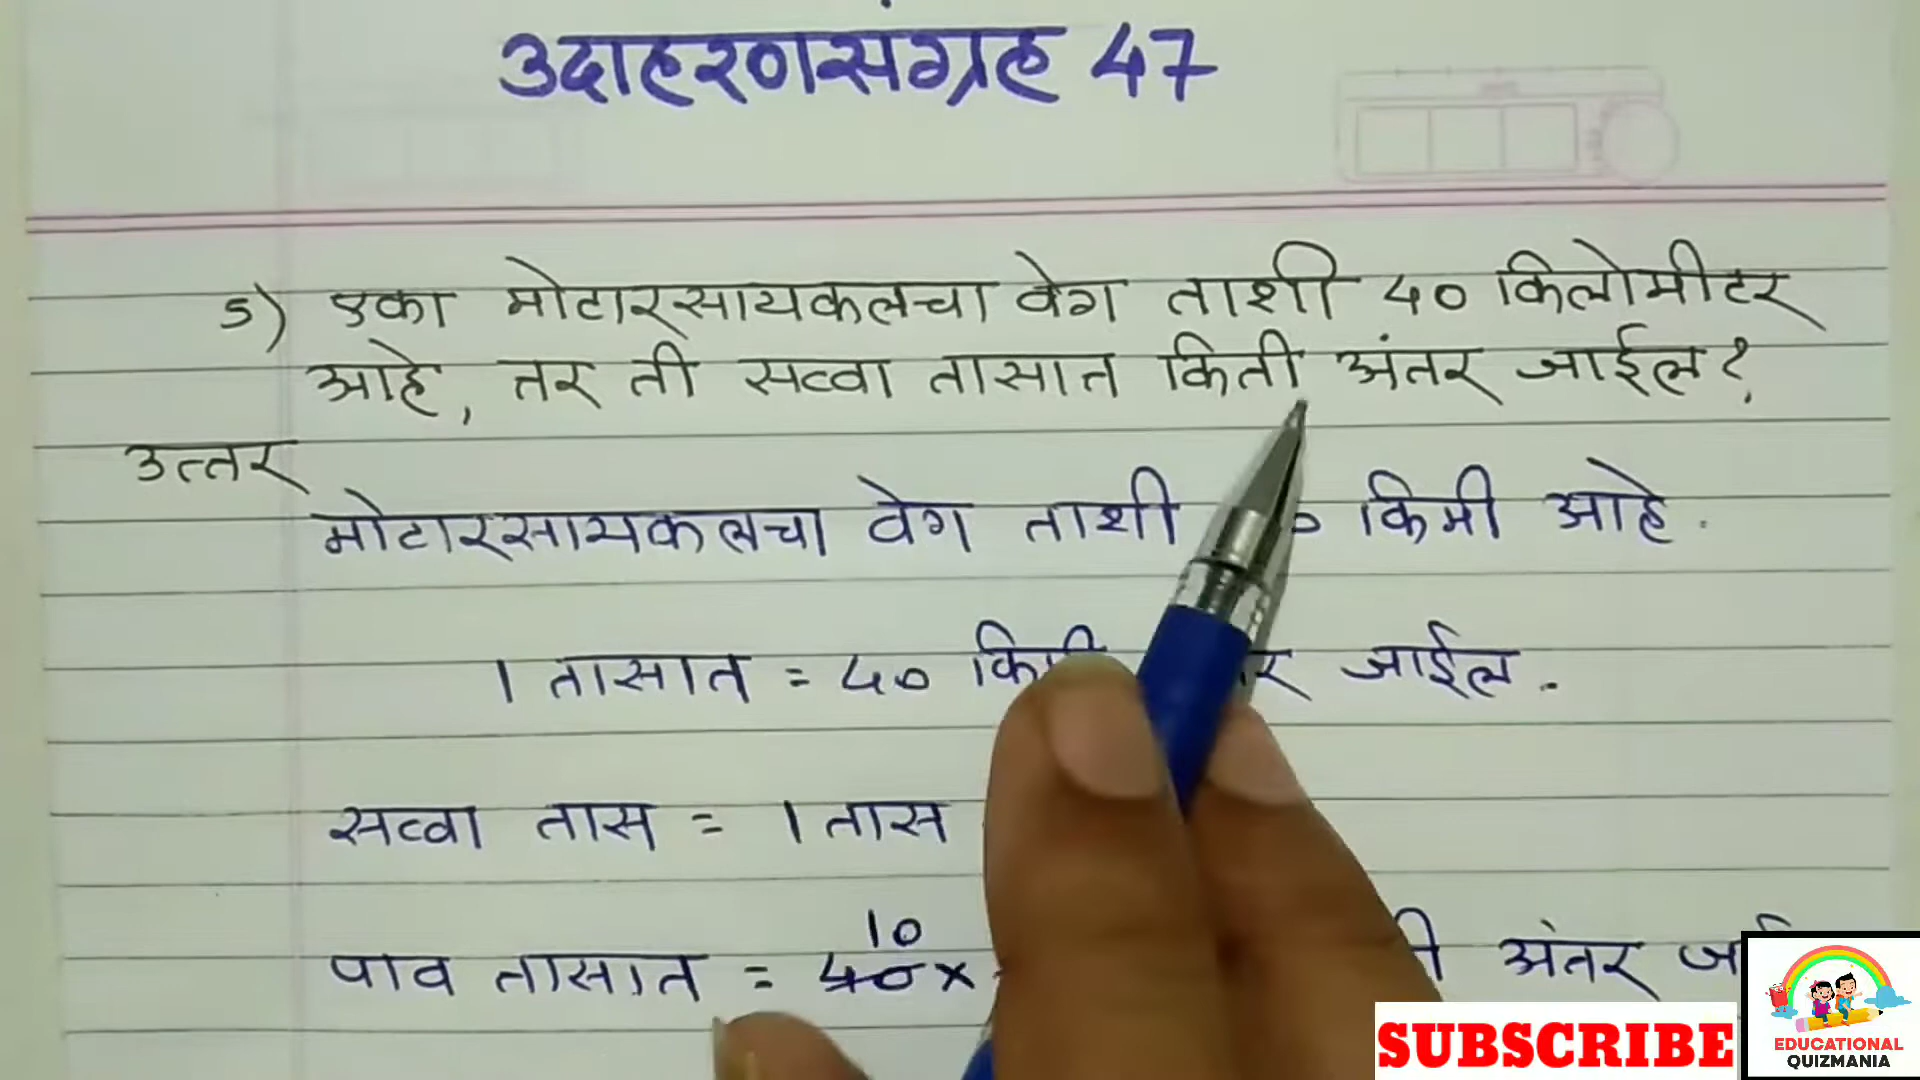 उदाहरणसंग्रह 47
5) एका मोटारसायकलचा वेग ताशी 40 किलोमीटर
आहे, तर ती सव्वा तासात किती अंतर जाईल?
उत्तर
मोटारसायकलचा वेग ताशी किमी आहे.
1 तासात = 40 जाईल.
सव्वा तास = 1 तास
10
पाव तासात = 40 × अंतर
SUBSCRIBE
EDUCATIONAL
QUIZMANIA